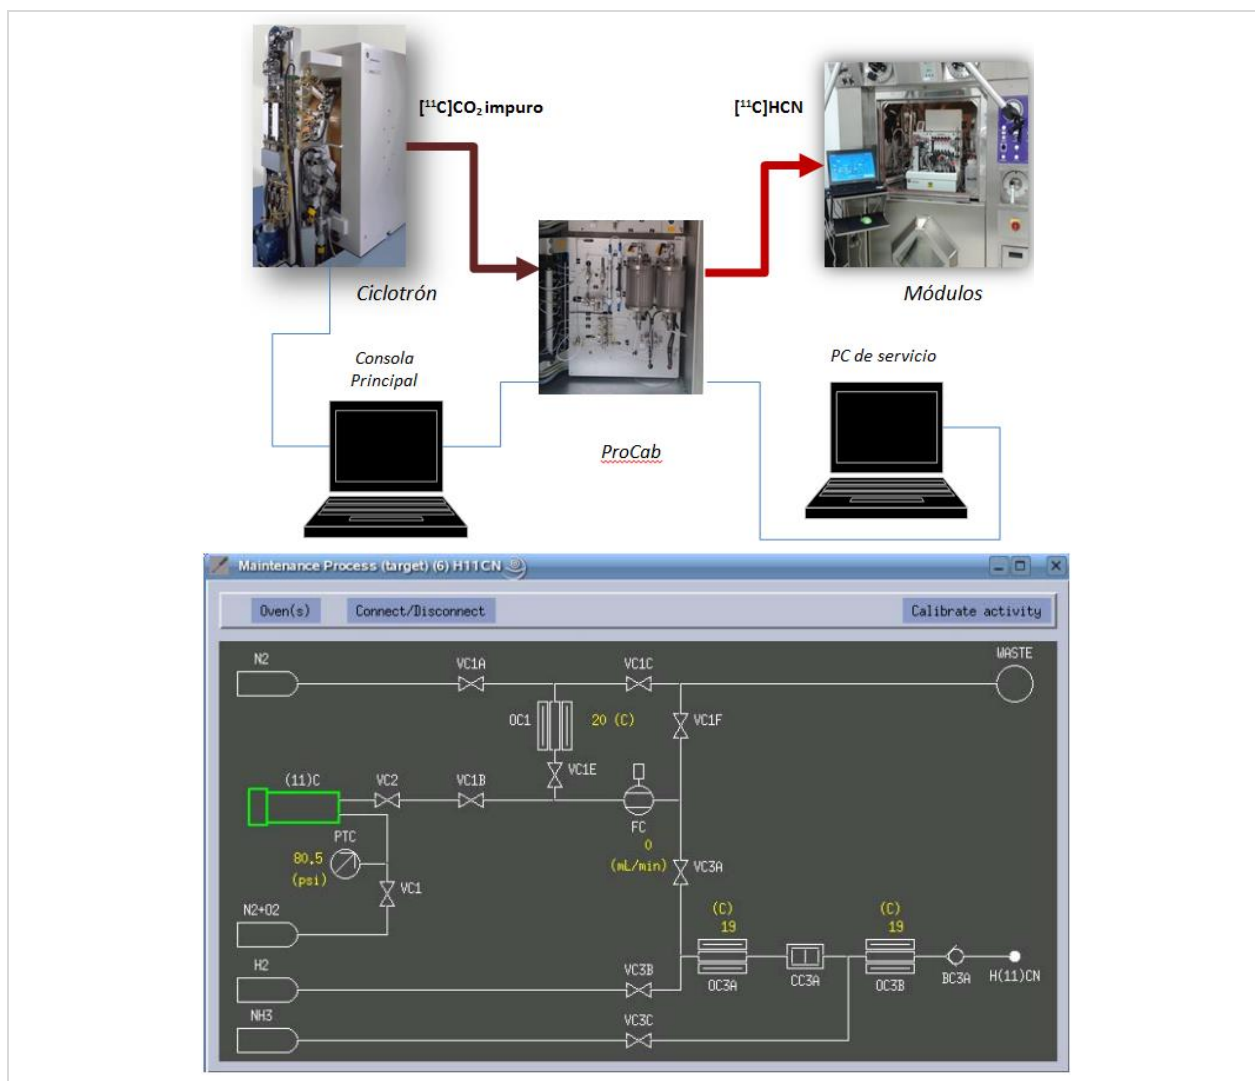 [¹¹C]CO₂ impuro
[¹¹C]HCN
Ciclotrón
Módulos
Consola
Principal
PC de servicio
ProCab
Maintenance Process (target) (6) H11CN
Oven(s)
Connect/Disconnect
Calibrate activity
N2
VC1A
VC1C
WASTE
OC1
20 (C)
VC1F
VC1E
(11)C
VC2
VC1B
FC
0
(mL/min)
PTC
80.5
(psi)
VC1
VC3A
N2+O2
(C)
19
(C)
19
H2
VC3B
OC3A
CC3A
OC3B
BC3A
H(11)CN
NH3
VC3C